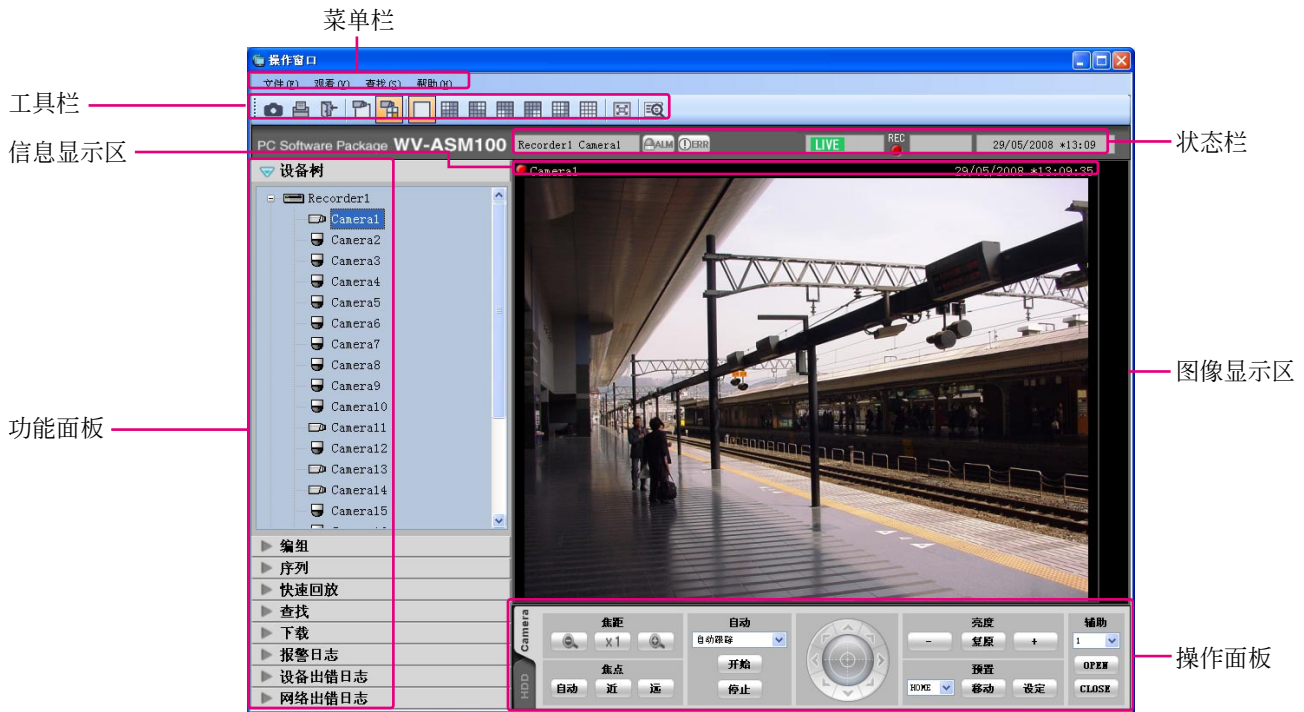 菜单栏
操作窗口
文件(F) 观看(V) 查找(S) 帮助(H)
工具栏
信息显示区
PC Software Package WV-ASM100
Recorder1 Camera1 ALM ERR LIVE REC 29/05/2008 *13:09
状态栏
设备树
Camera1 29/05/2008 *13:09:35
Recorder1
Camera1
Camera2
Camera3
Camera4
Camera5
Camera6
Camera7
Camera8
Camera9
Camera10
Camera11
Camera12
Camera13
Camera14
Camera15
图像显示区
功能面板
编组
序列
快速回放
查找
下载
报警日志
设备出错日志
网络出错日志
Camera
HDD
焦距
x1
焦点
自动 近 远
自动
自动跟踪
开始
停止
亮度
- 复原 +
预置
HOME 移动 设定
辅助
1
OPEN
CLOSE
操作面板